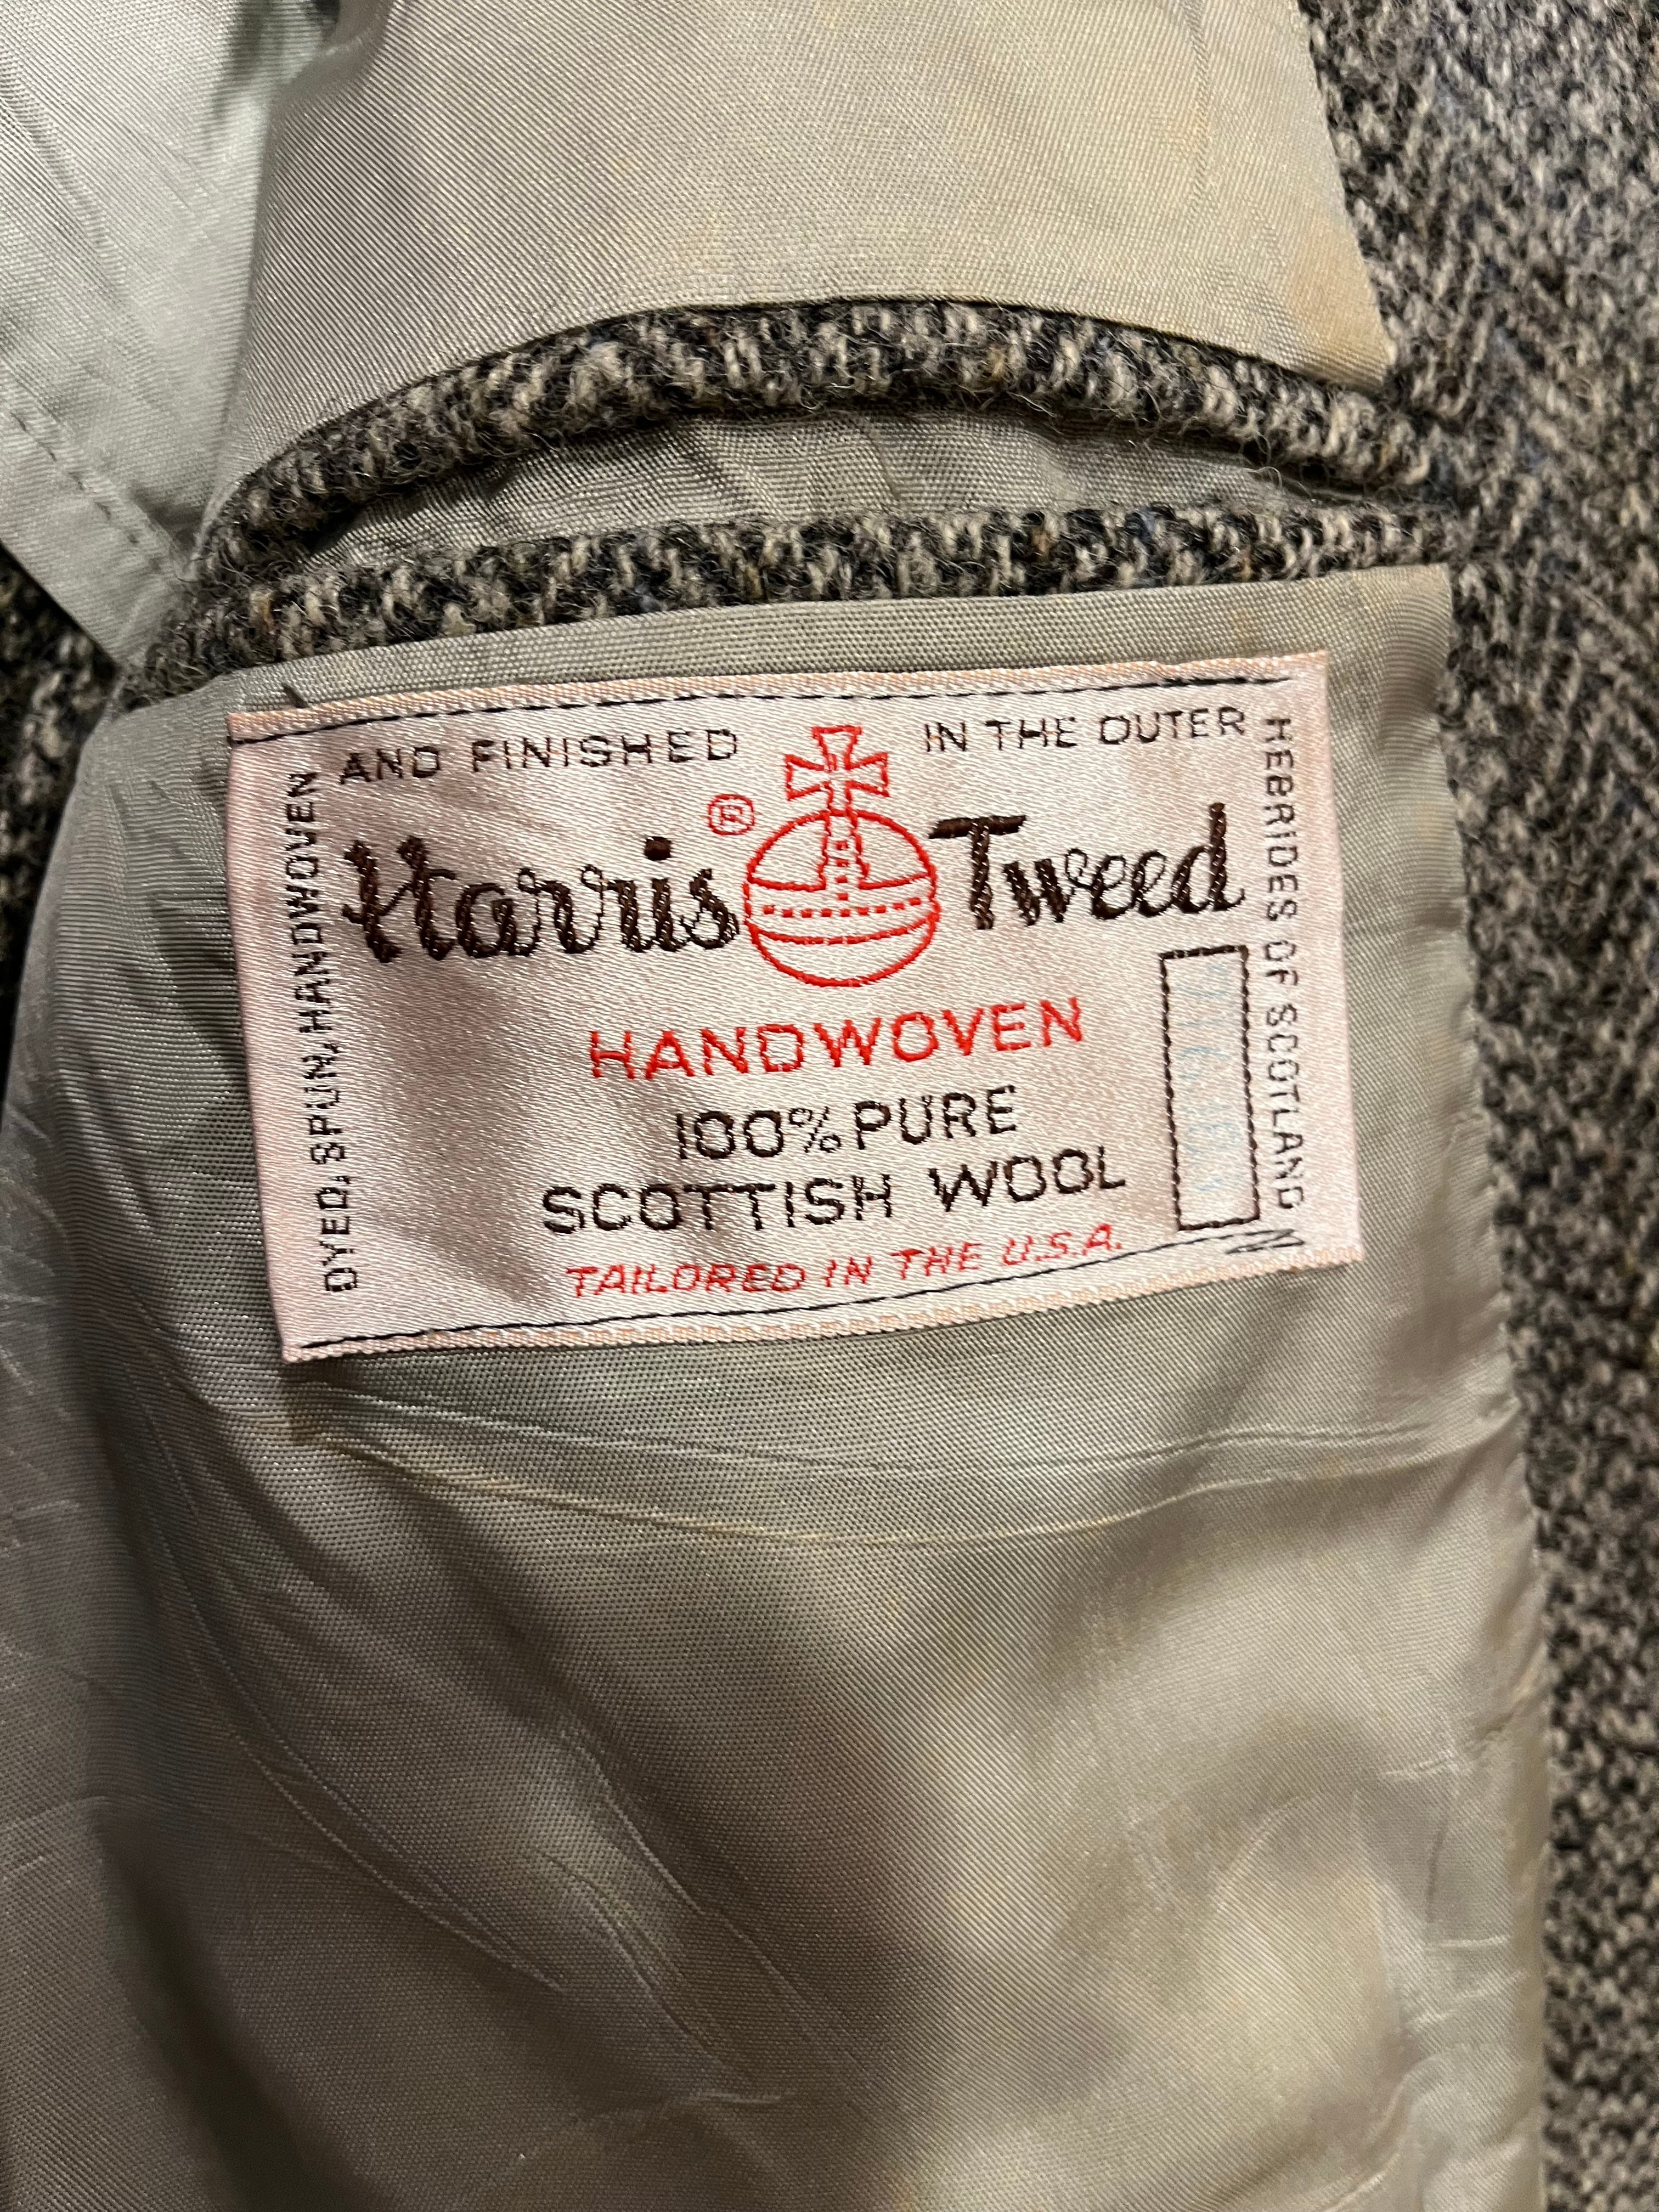 DYED, SPUN, HANDWOVEN
AND FINISHED
IN THE OUTER
HEBRIDES OF SCOTLAND
Harris ® Tweed
HANDWOVEN
100% PURE
SCOTTISH WOOL
TAILORED IN THE U.S.A.